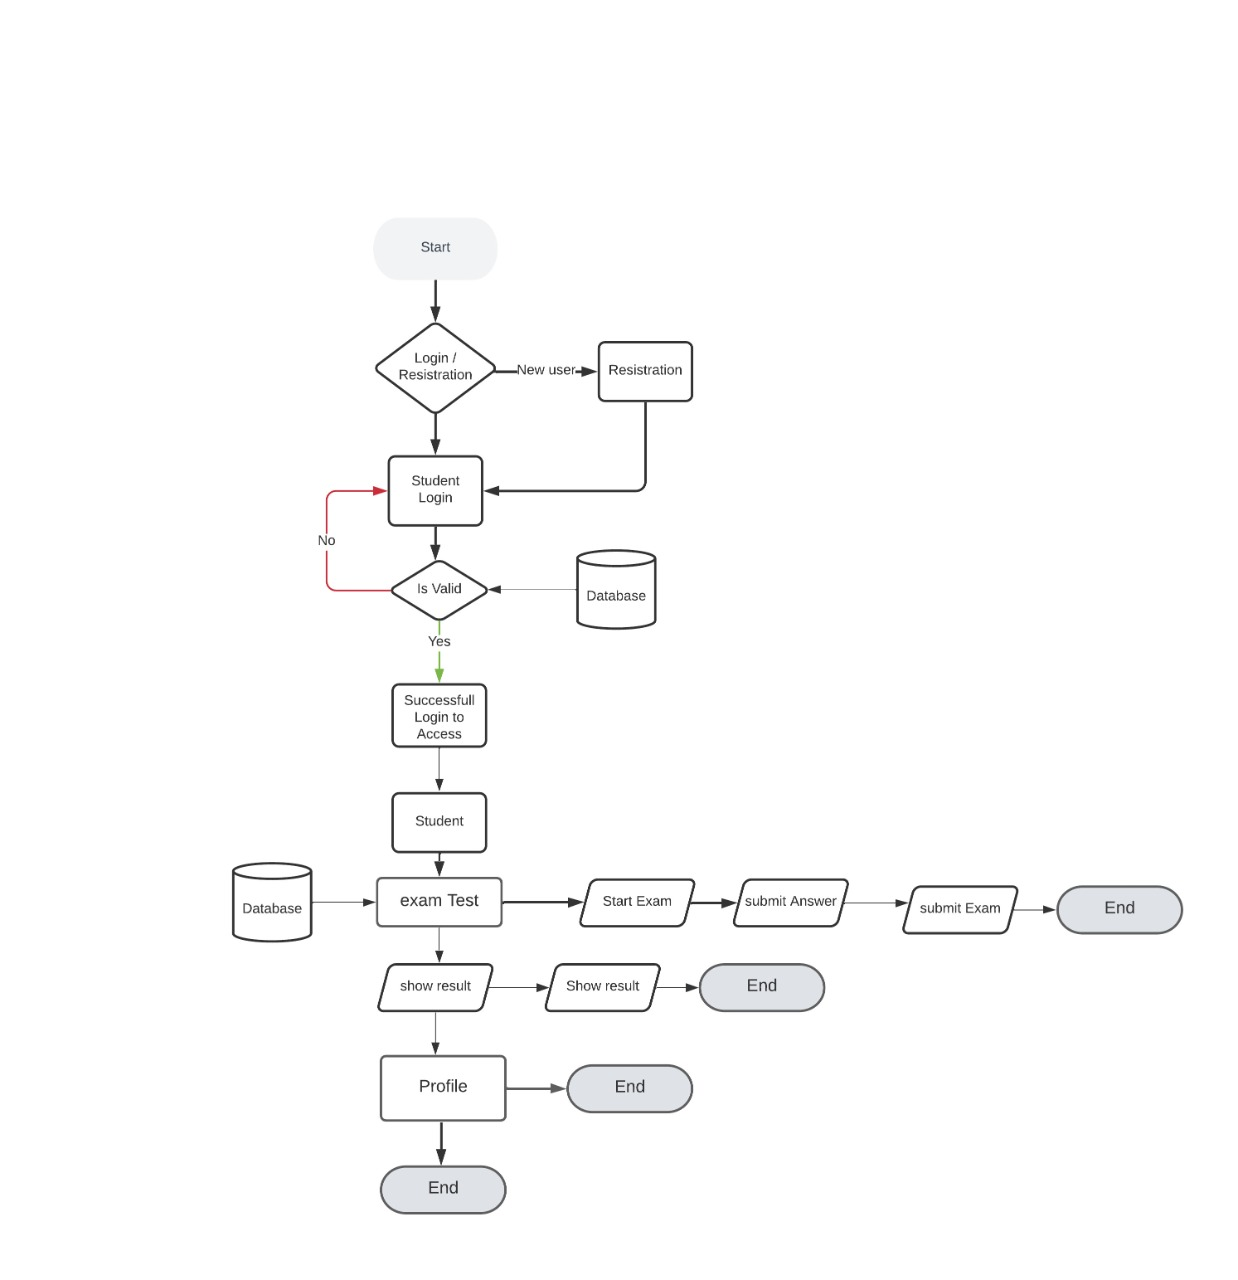 Start
Login /
Resistration
New user
Resistration
Student
Login
No
Is Valid
Database
Yes
Successfull
Login to
Access
Student
Database
exam Test
Start Exam
submit Answer
submit Exam
End
show result
Show result
End
Profile
End
End